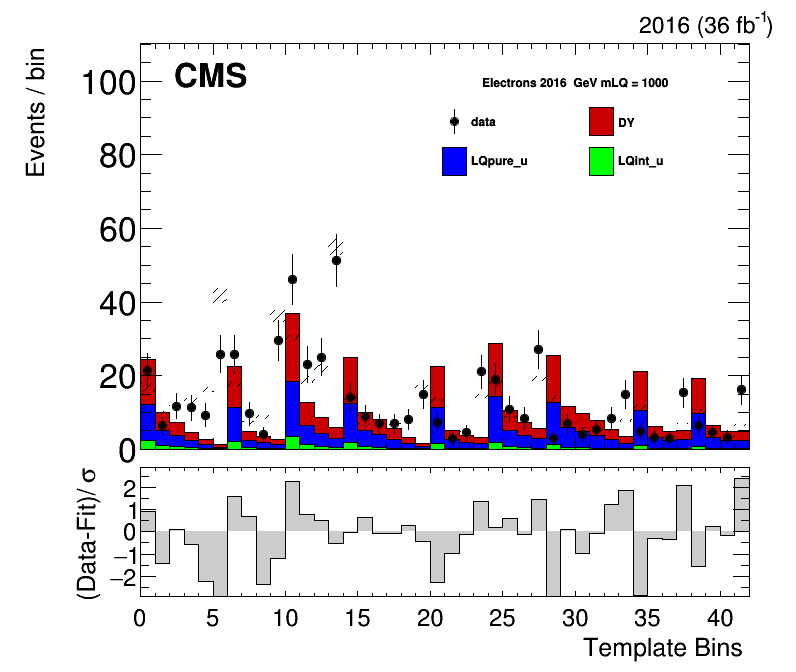 2016 (36 fb-1)
Events / bin
CMS
Electrons 2016 GeV mLQ = 1000
data
DY
LQpure_u
LQint_u
100
80
60
40
20
0
(Data-Fit)/ σ
2
1
0
−1
−2
0 5 10 15 20 25 30 35 40
Template Bins